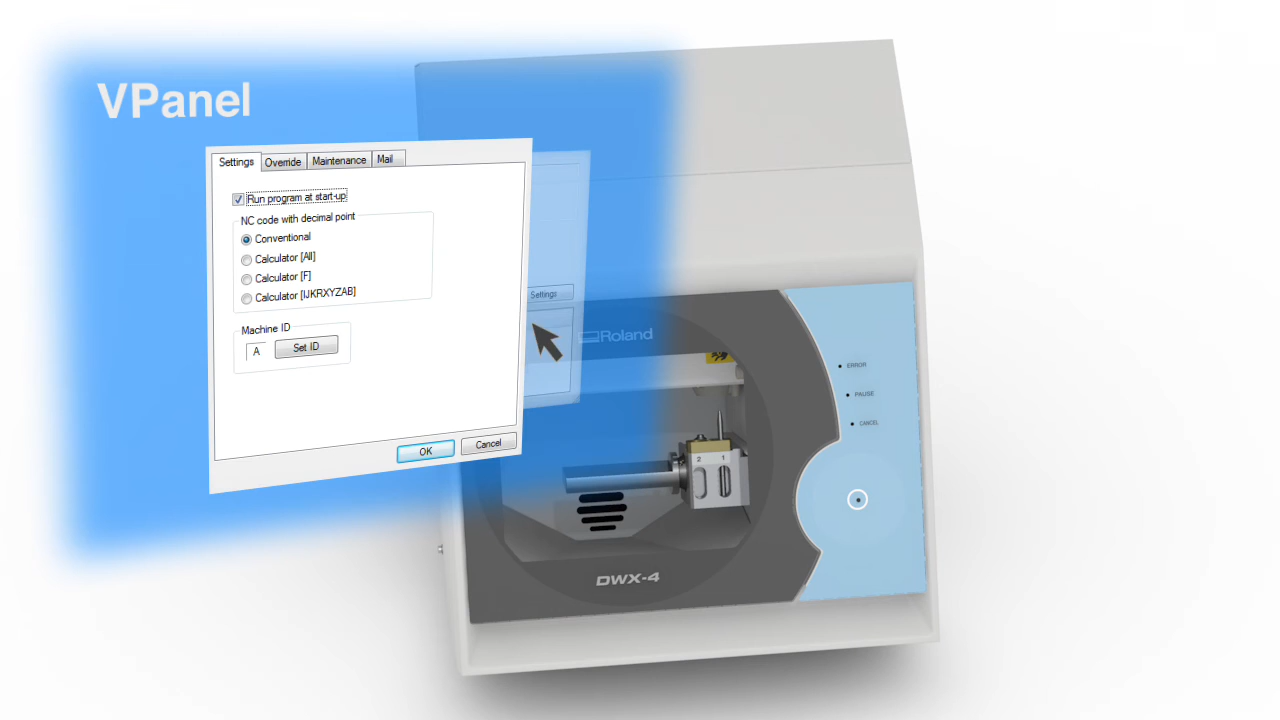 VPanel
Settings Override Maintenance Mail
Run program at start-up
NC code with decimal point
Conventional
Calculator [All]
Calculator [F]
Calculator [IJKRXYZAB]
Machine ID
A Set ID
OK Cancel
Settings
Roland
ERROR
PAUSE
CANCEL
2 1
DWX-4